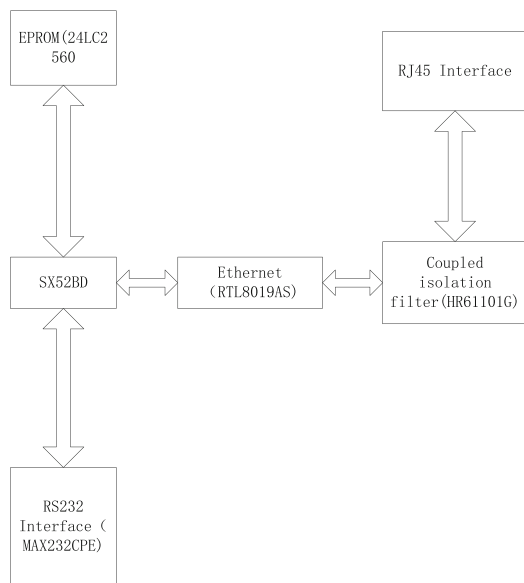 EPROM(24LC2
560
RJ45 Interface
SX52BD
Ethernet
(RTL8019AS)
Coupled
isolation
filter(HR61101G)
RS232
Interface (
MAX232CPE)